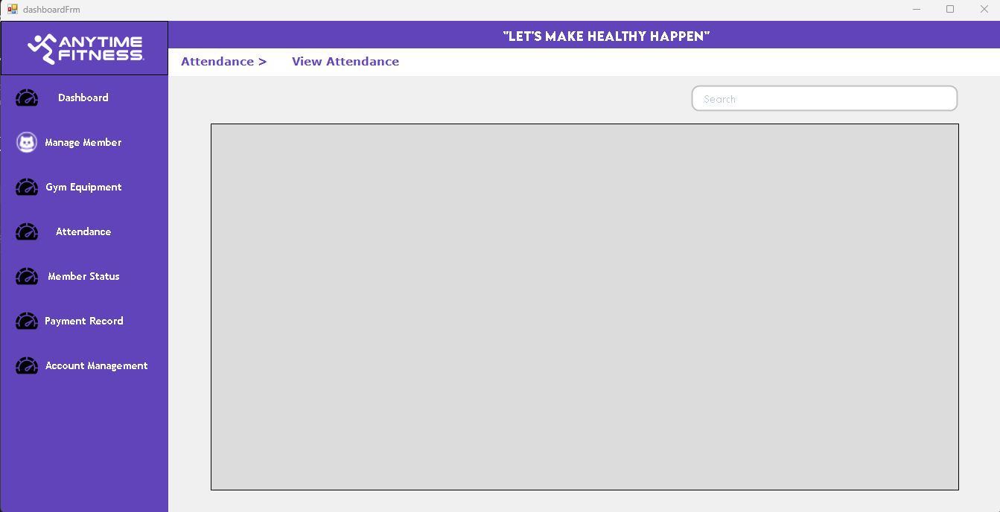 dashboardFrm
ANYTIME
FITNESS
"LET'S MAKE HEALTHY HAPPEN"
Attendance > View Attendance
Search
Dashboard
Manage Member
Gym Equipment
Attendance
Member Status
Payment Record
Account Management